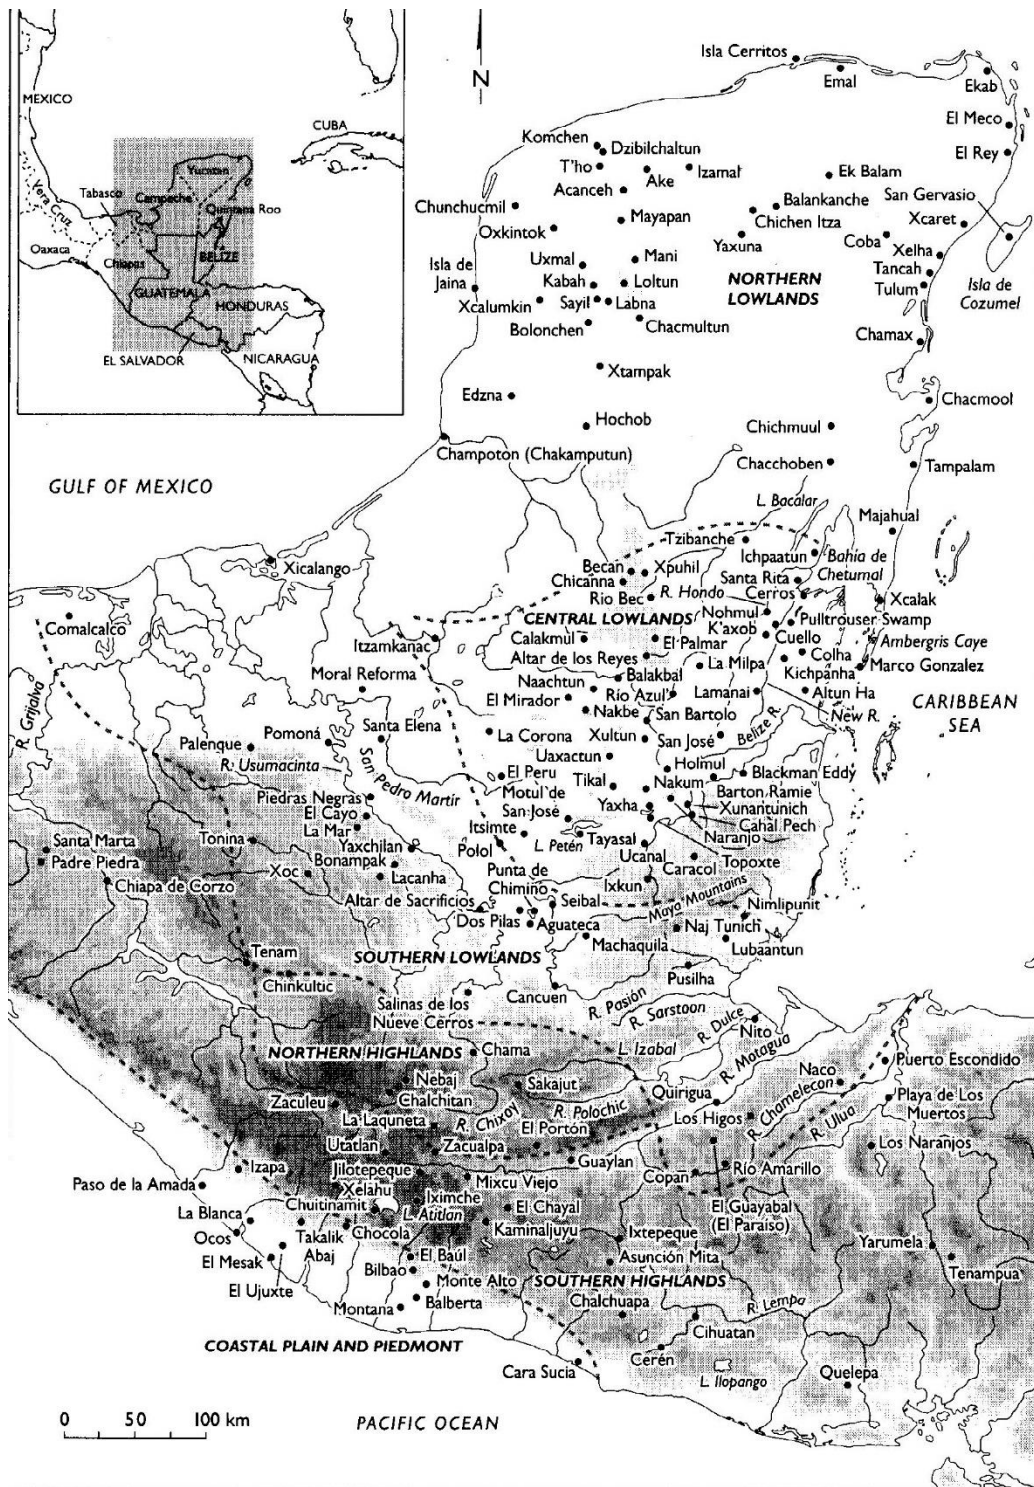 N
MEXICO
CUBA
Yucatan
Tabasco
Campeche
Quintana Roo
Vera Cruz
Oaxaca
Chiapas
BELIZE
GUATEMALA
HONDURAS
EL SALVADOR
NICARAGUA
Isla Cerritos
Emal
Ekab
El Meco
Komchen
Dzibilchaltun
El Rey
T'ho
Ake
Izamal
Ek Balam
Acanceh
San Gervasio
Chunchucmil
Mayapan
Balankanche
Chichen Itza
Xcaret
Oxkintok
Yaxuna
Coba
Xelha
Uxmal
Mani
Isla de
Jaina
Kabah
Loltun
NORTHERN
LOWLANDS
Tancah
Tulum
Isla de
Cozumel
Xcalumkin
Sayil
Labna
Bolonchen
Chacmultun
Chamax
Xtampak
Edzna
Chacmool
Hochob
Chichmuul
Champoton (Chakamputun)
Chacchoben
Tampalam
GULF OF MEXICO
L. Bacalar
Majahual
Tzibanche
Ichpaatun
Bahía de
Chetumal
Xicalango
Becan
Xpuhil
Chicanna
Santa Rita
Rio Bec
R. Hondo
Cerros
Xcalak
Comalcalco
CENTRAL LOWLANDS
Nohmul
Pulltrouser Swamp
K'axob
Itzamkanac
Calakmul
El Palmar
Cuello
Ambergris Caye
Altar de los Reyes
La Milpa
Colha
Marco Gonzalez
Kichpanha
Moral Reforma
Naachtun
Balakbal
Río Azul
Lamanai
Altun Ha
El Mirador
Nakbe
San Bartolo
New R.
CARIBBEAN
SEA
R. Grijalva
Santa Elena
Pomoná
La Corona
Xultun
San José
Belize R.
Palenque
R. Usumacinta
San Pedro Martír
Uaxactun
Holmul
El Peru
Tikal
Nakum
Blackman Eddy
Motul de
San José
Barton Ramie
Piedras Negras
Yaxha
Xunantunich
El Cayo
Cahal Pech
La Mar
Itsimte
Naranjo
Santa Marta
Tonina
Yaxchilan
Polol
L. Petén
Tayasal
Topoxte
Padre Piedra
Bonampak
Ucanal
Caracol
Chiapa de Corzo
Xoc
Lacanha
Punta de
Chimino
Ixkun
Maya Mountains
Altar de Sacrificios
Seibal
Nimlipunit
Dos Pilas
Aguateca
Naj Tunich
Machaquila
Lubaantun
Tenam
SOUTHERN LOWLANDS
Pusilha
Chinkultic
Cancuen
R. Pasión
Salinas de los
Nueve Cerros
R. Sarstoon
R. Dulce
Nito
NORTHERN HIGHLANDS
Chama
L. Izabal
R. Motagua
Puerto Escondido
Nebaj
Sakajut
Naco
Chalchitan
Quirigua
R. Chamelecon
Playa de Los
Muertos
Zaculeu
R. Chixoy
R. Polochic
Los Higos
R. Ulua
La Laguneta
El Portón
Utatlan
Zacualpa
Los Naranjos
Izapa
Jilotepeque
Guaylan
Copan
Río Amarillo
Paso de la Amada
Xelahu
Iximche
Mixcu Viejo
Chuitinamit
L. Atitlan
El Chayal
El Guayabal
(El Paraíso)
La Blanca
Ocos
Takalik
Abaj
Chocola
Kaminaljuyu
Ixtepeque
Yarumela
El Mesak
El Baúl
Asunción Mita
El Ujuxte
Bilbao
Tenampua
Monte Alto
SOUTHERN HIGHLANDS
Montana
Balberta
Chalchuapa
R. Lempa
COASTAL PLAIN AND PIEDMONT
Cihuatan
Cara Sucia
Cerén
L. Ilopango
Quelepa
0 50 100 km
PACIFIC OCEAN